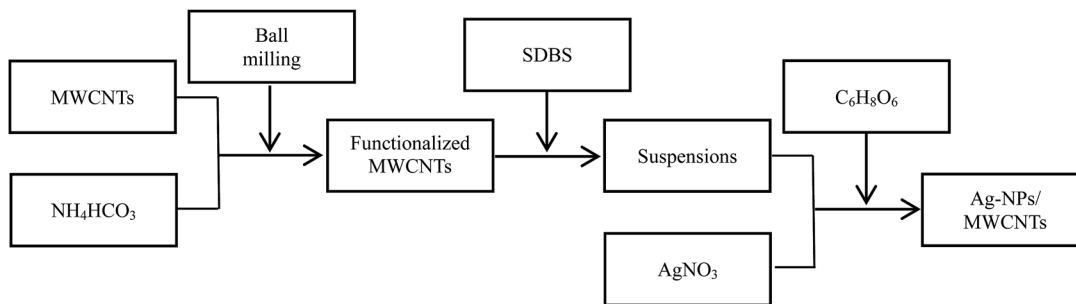 Ball
milling
SDBS
MWCNTs
C₆H₈O₆
Functionalized
MWCNTs
Suspensions
NH₄HCO₃
Ag-NPs/
MWCNTs
AgNO₃